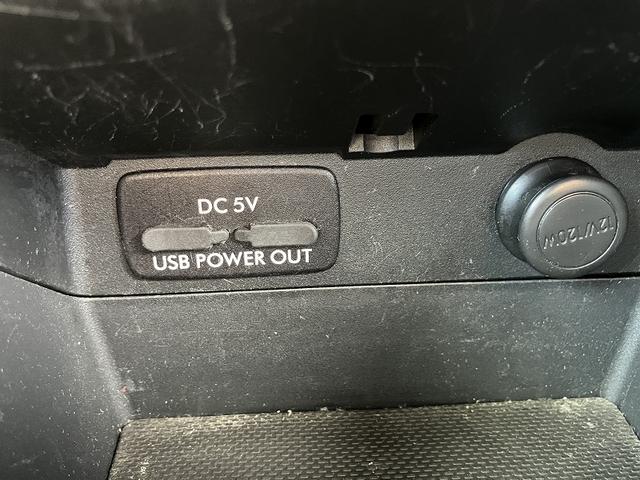 DC 5V
USB POWER OUT
12V/120W